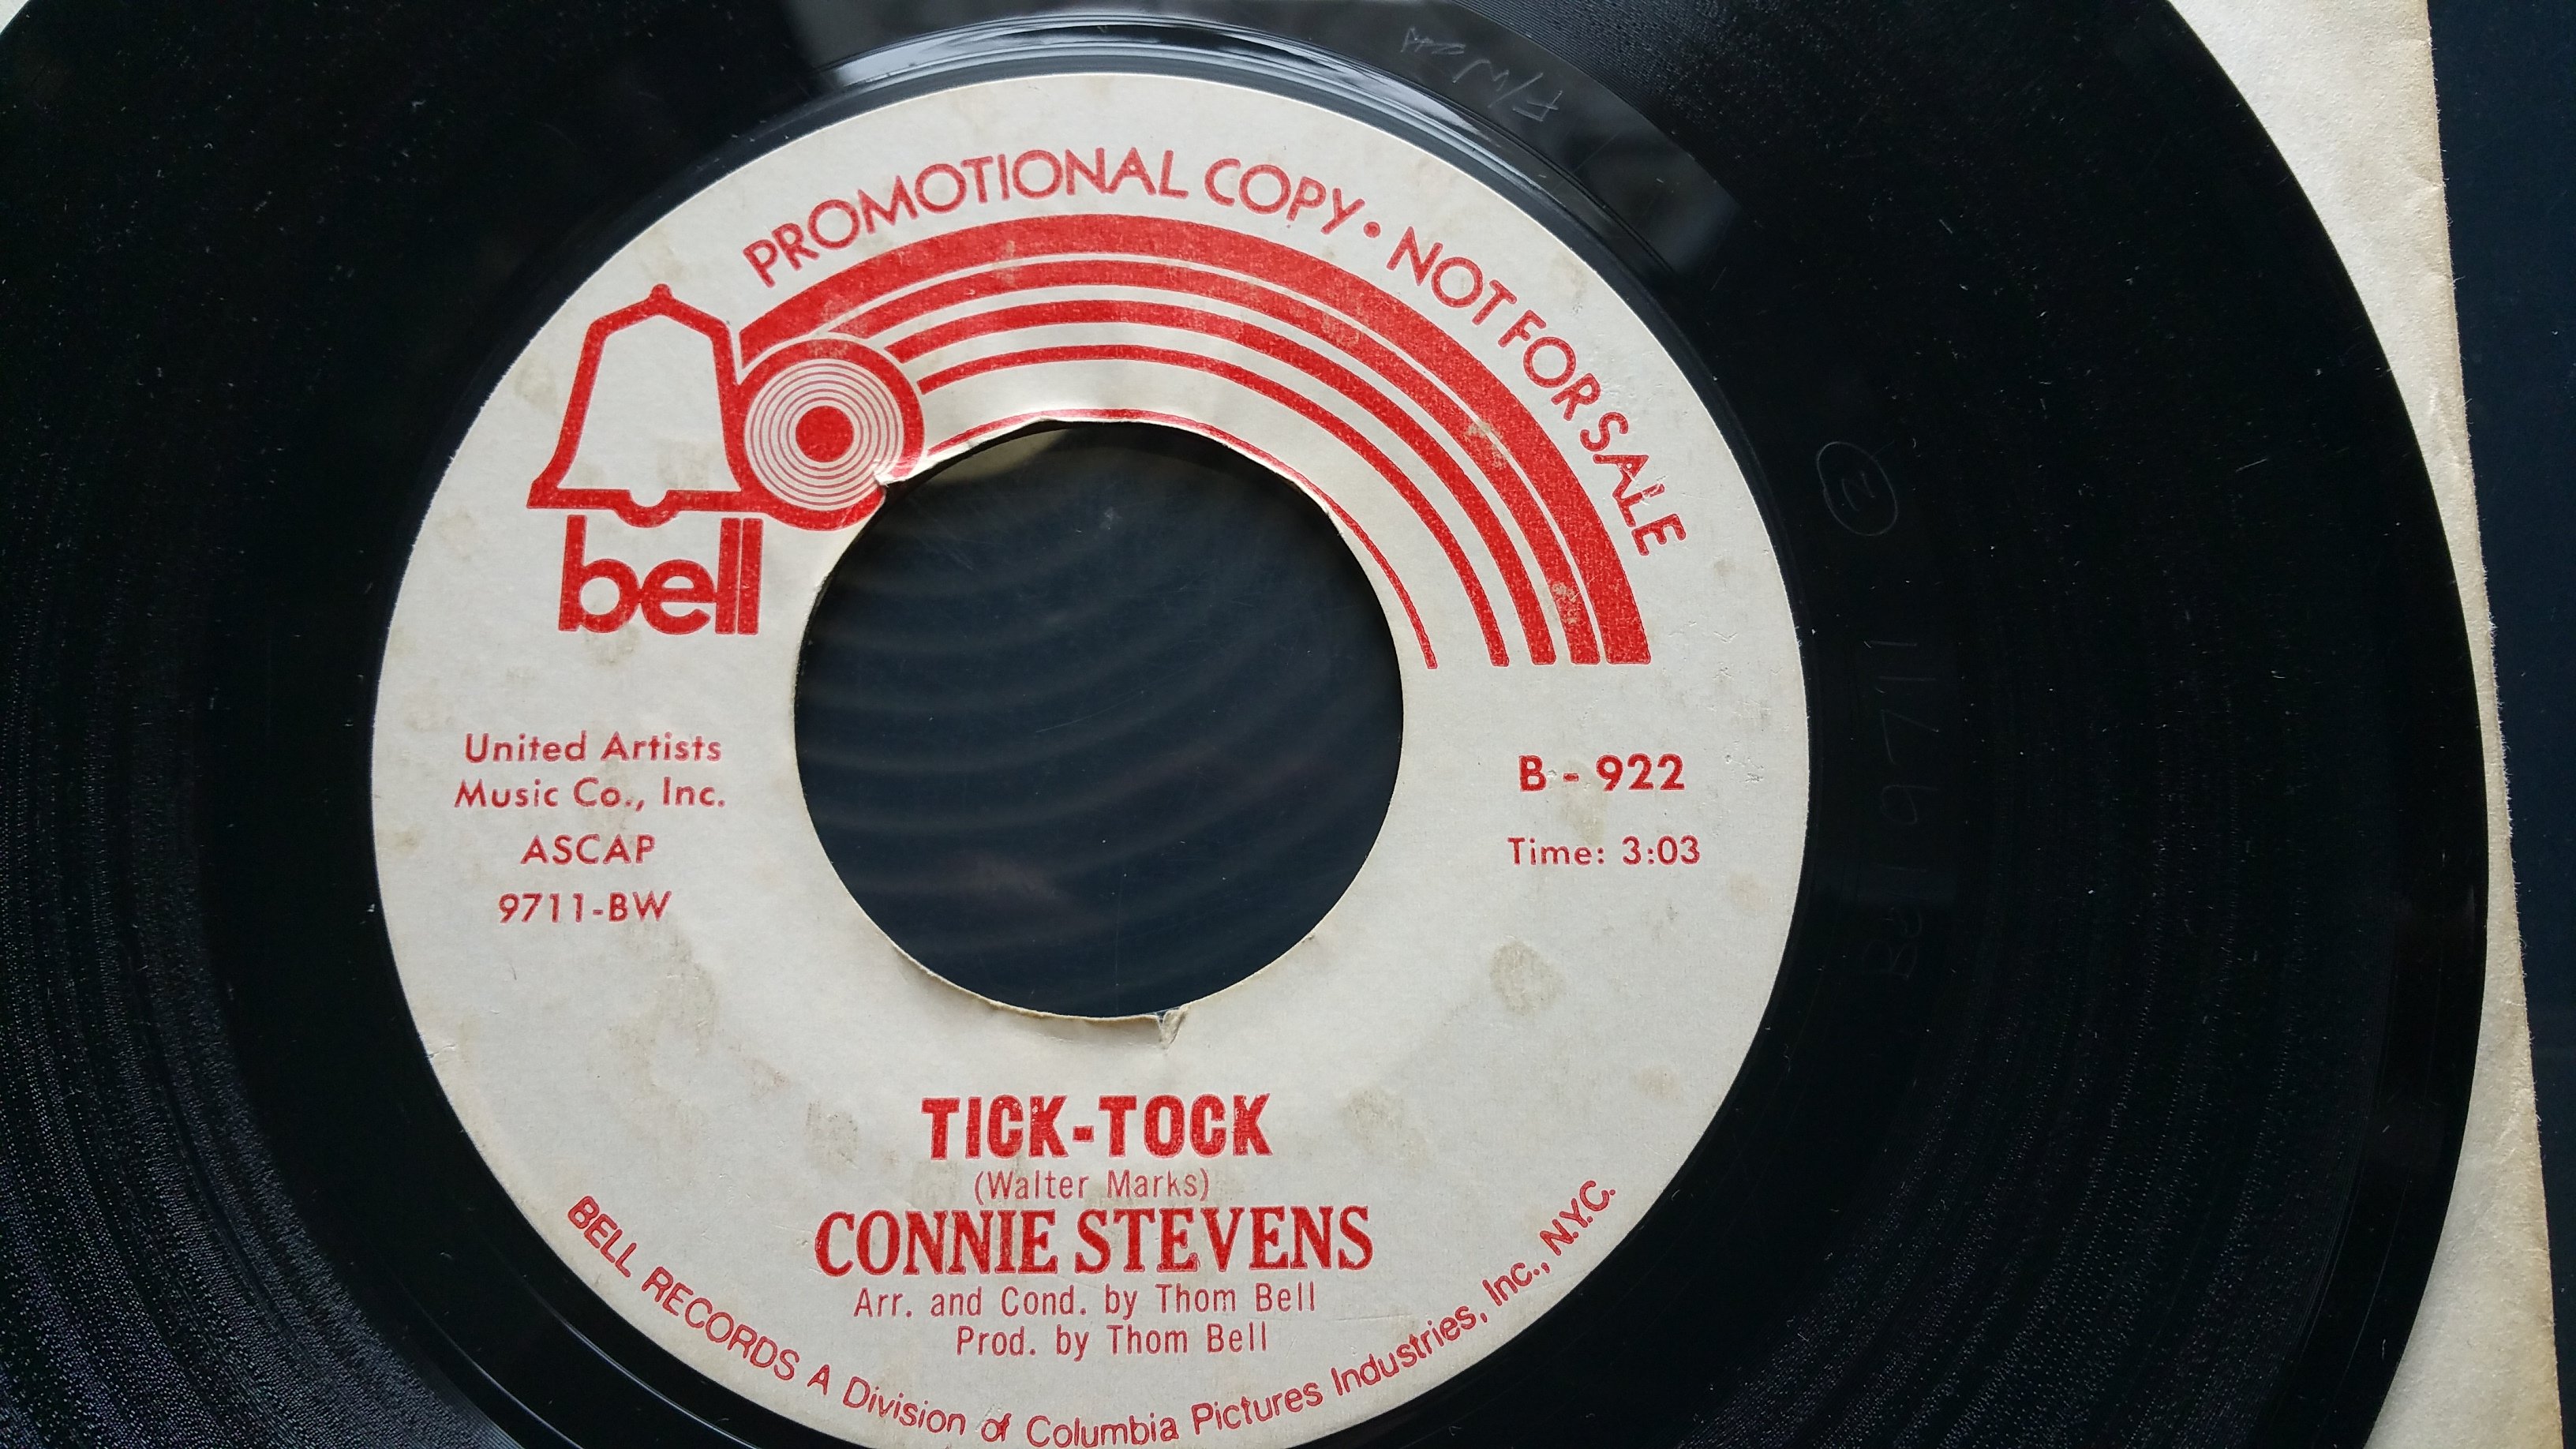 PROMOTIONAL COPY • NOT FOR SALE
bell
United Artists
Music Co., Inc.
ASCAP
9711-BW
B - 922
Time: 3:03
TICK-TOCK
(Walter Marks)
CONNIE STEVENS
Arr. and Cond. by Thom Bell
Prod. by Thom Bell
BELL RECORDS A Division of Columbia Pictures Industries, Inc., N.Y.C.